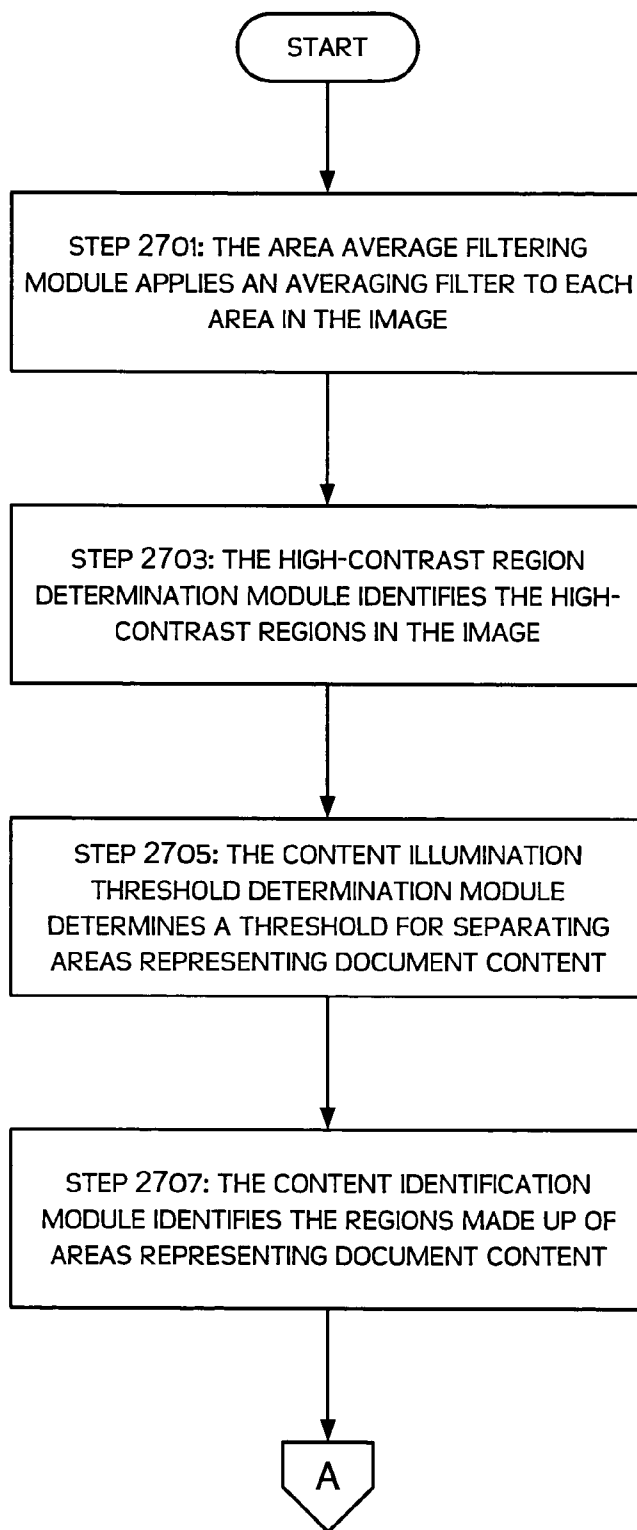 START
STEP 2701: THE AREA AVERAGE FILTERING
MODULE APPLIES AN AVERAGING FILTER TO EACH
AREA IN THE IMAGE
STEP 2703: THE HIGH-CONTRAST REGION
DETERMINATION MODULE IDENTIFIES THE HIGH-
CONTRAST REGIONS IN THE IMAGE
STEP 2705: THE CONTENT ILLUMINATION
THRESHOLD DETERMINATION MODULE
DETERMINES A THRESHOLD FOR SEPARATING
AREAS REPRESENTING DOCUMENT CONTENT
STEP 2707: THE CONTENT IDENTIFICATION
MODULE IDENTIFIES THE REGIONS MADE UP OF
AREAS REPRESENTING DOCUMENT CONTENT
A